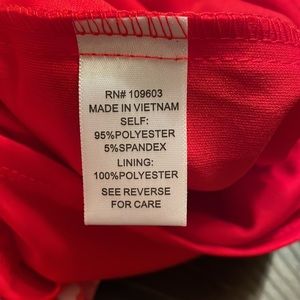 RN# 109603
MADE IN VIETNAM
SELF:
95%POLYESTER
5%SPANDEX
LINING:
100%POLYESTER
SEE REVERSE
FOR CARE